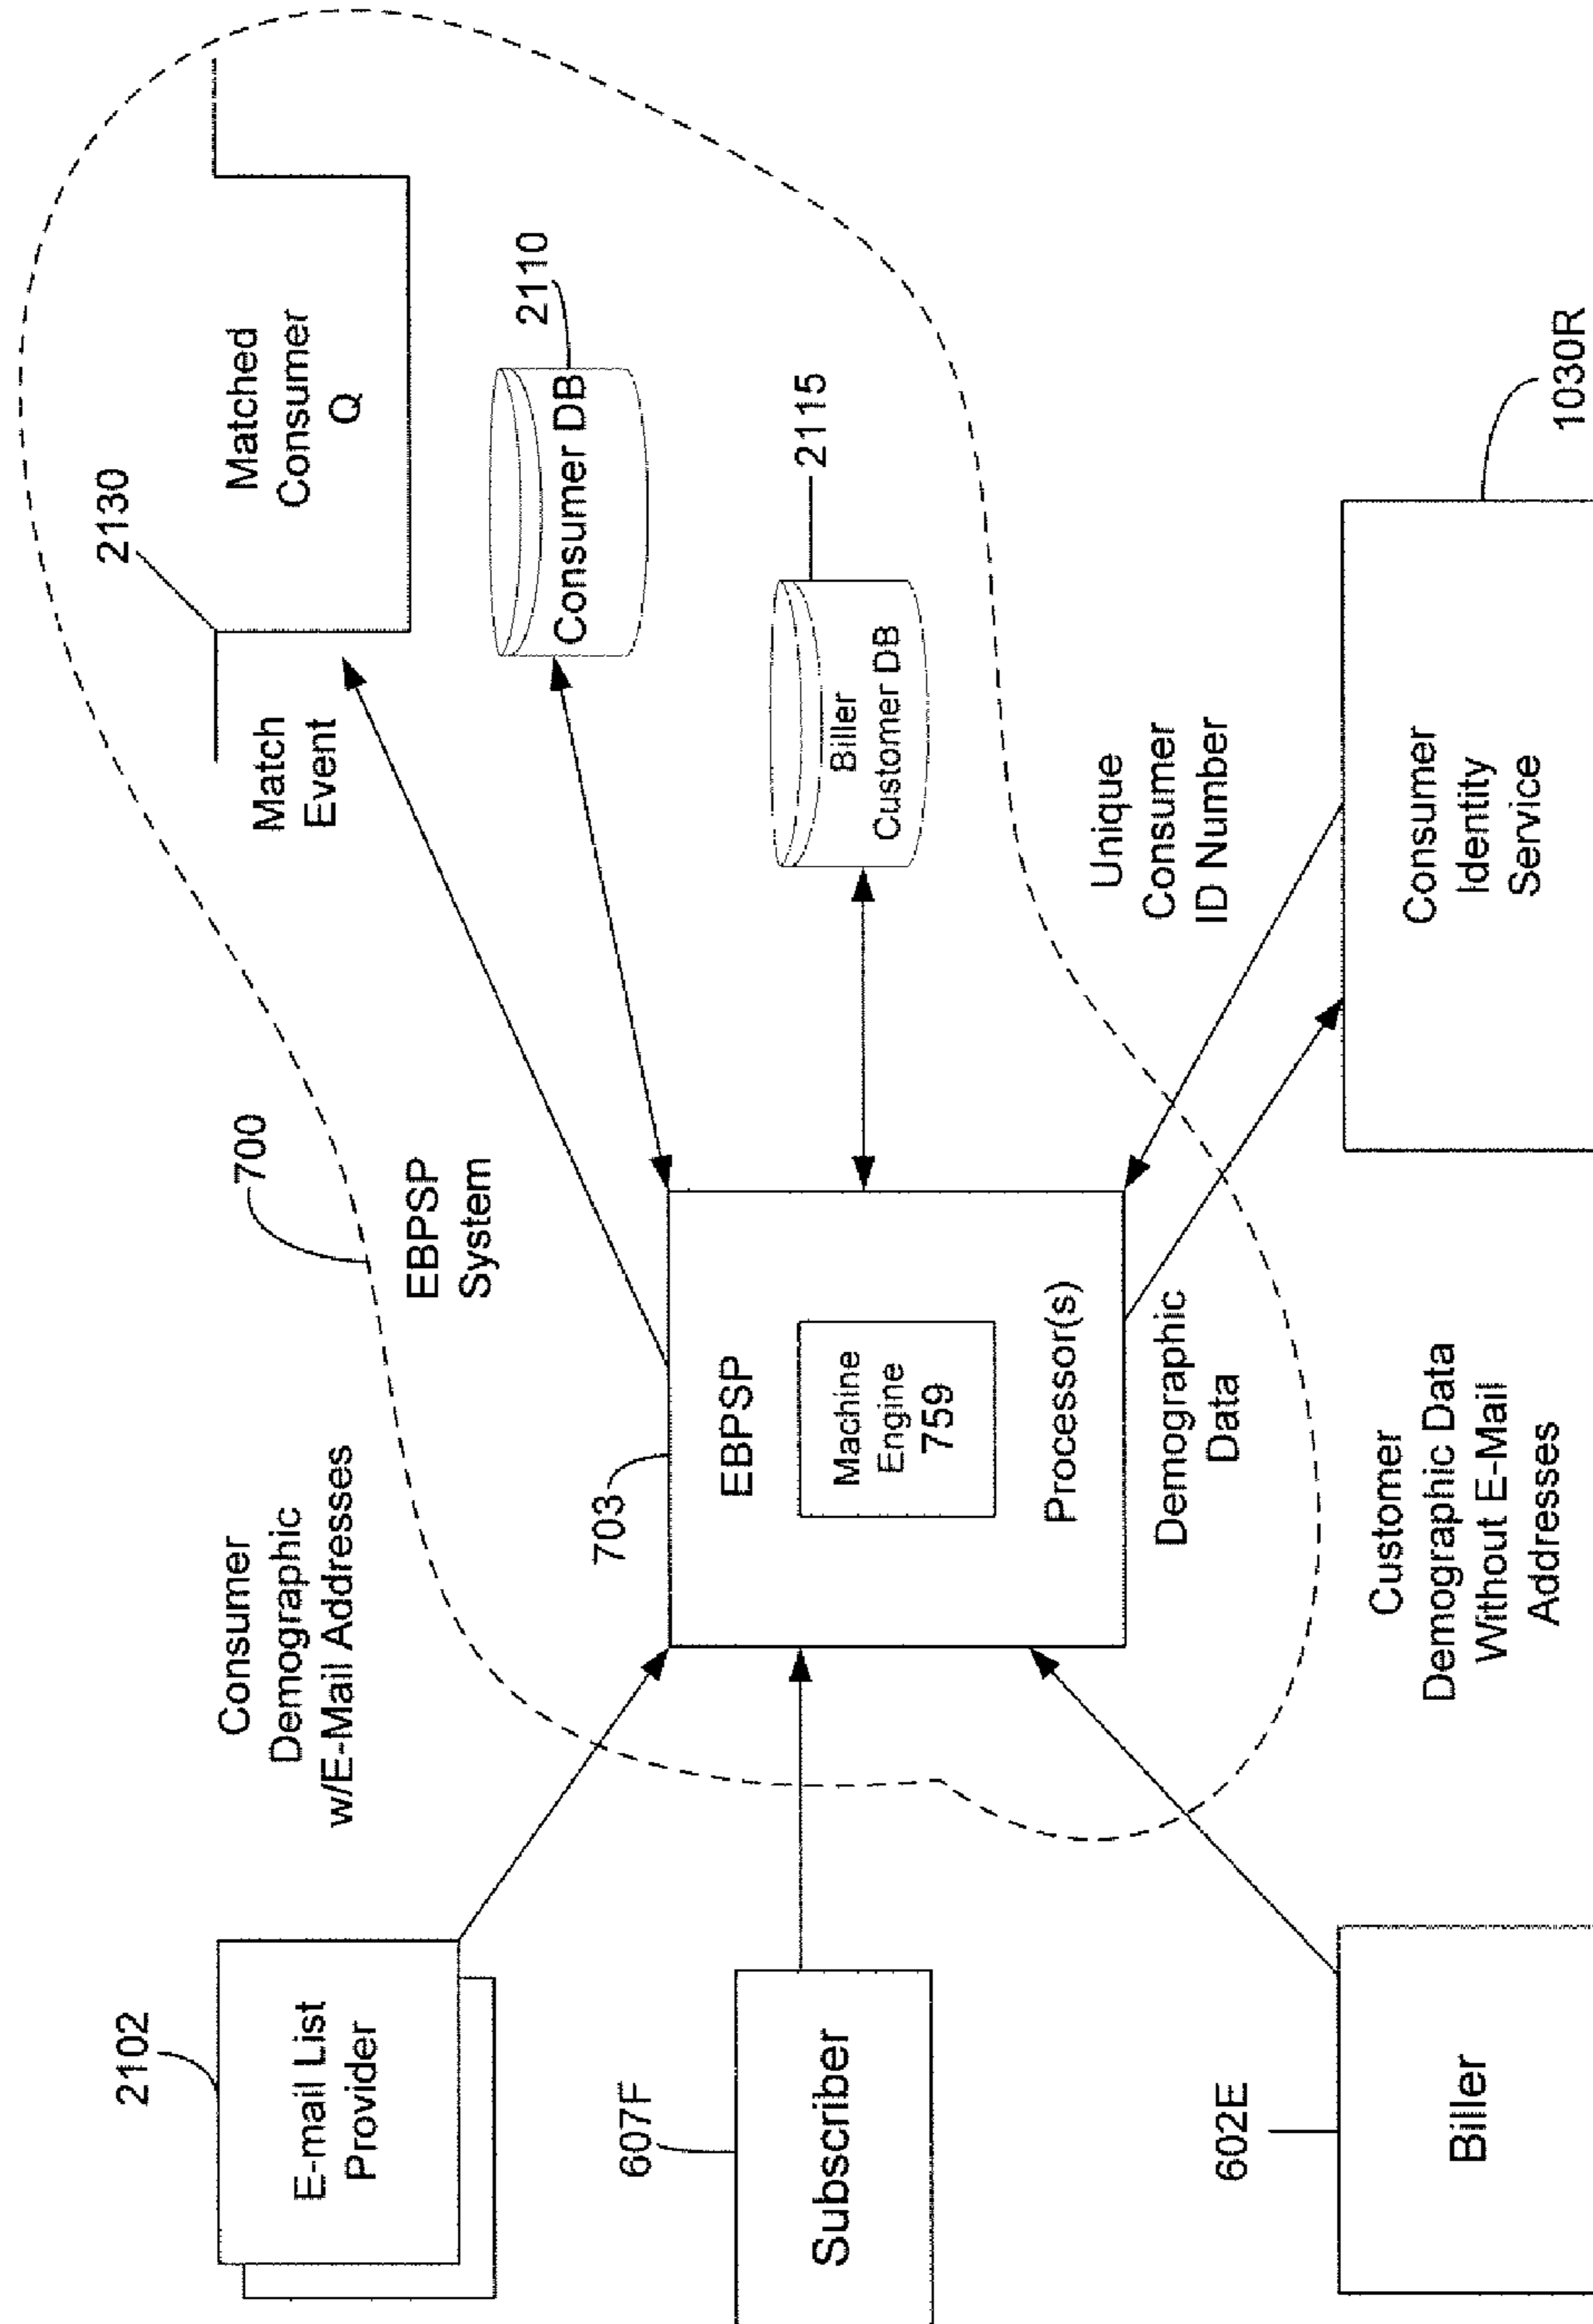 2102
E-mail List
Provider
Consumer
Demographic
w/E-Mail Addresses
700
EBPSP
System
Match
Event
2130
Matched
Consumer
Q
2110
Consumer DB
2115
Biller
Customer DB
607F
Subscriber
703
EBPSP
Machine
Engine
759
Processor(s)
Demographic
Data
Unique
Consumer
ID Number
602E
Biller
Customer
Demographic Data
Without E-Mail
Addresses
Consumer
Identity
Service
1030R